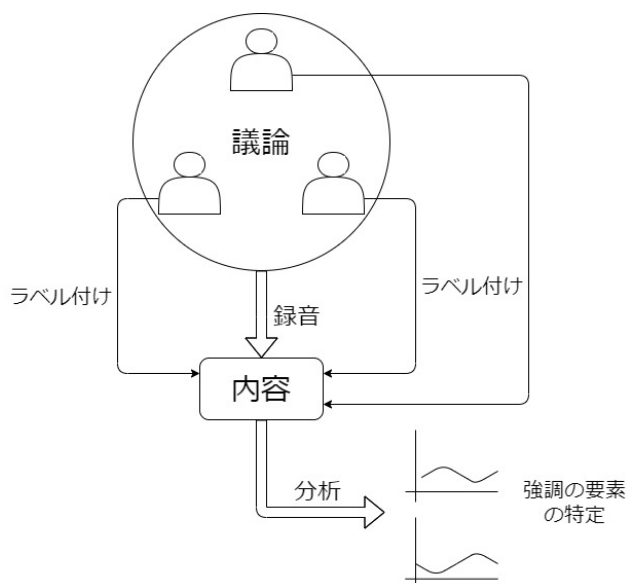 議論
ラベル付け
ラベル付け
録音
内容
分析
強調の要素
の特定